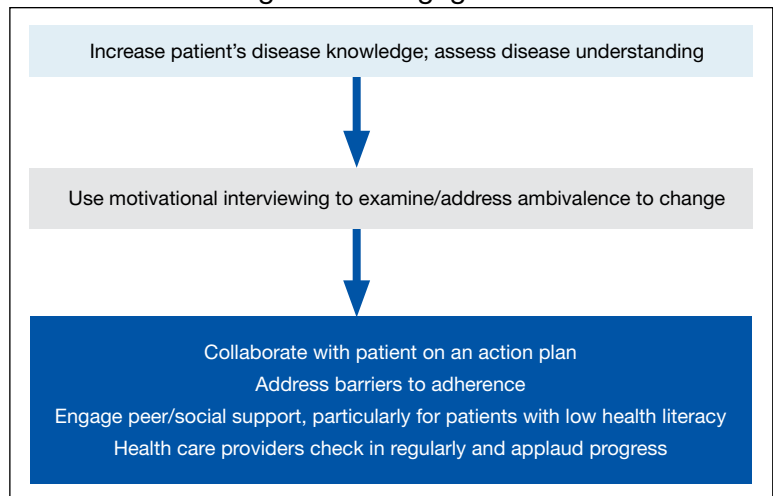 Increase patient's disease knowledge; assess disease understanding
Use motivational interviewing to examine/address ambivalence to change
Collaborate with patient on an action plan
Address barriers to adherence
Engage peer/social support, particularly for patients with low health literacy
Health care providers check in regularly and applaud progress